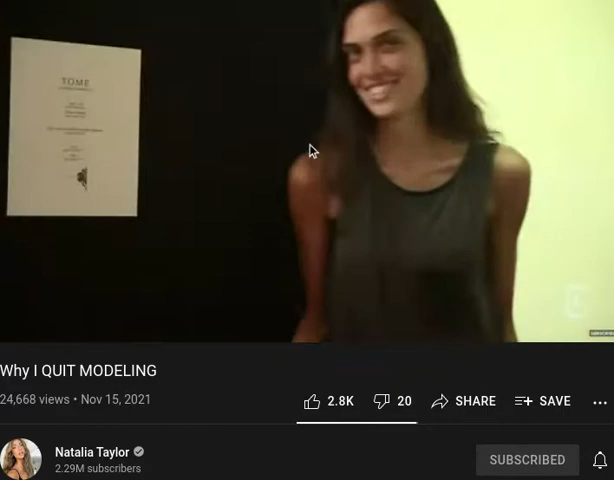 TOME
SUBSCRIBE
Why I QUIT MODELING
24,668 views • Nov 15, 2021
2.8K
20
SHARE
SAVE
Natalia Taylor
2.29M subscribers
SUBSCRIBED